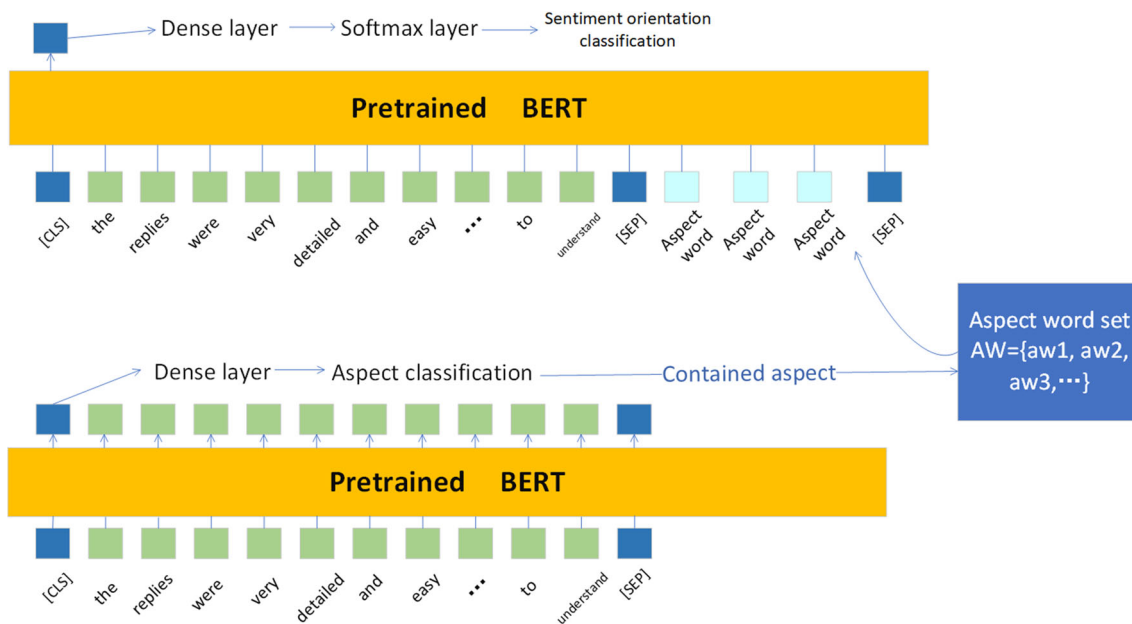 Dense layer
Softmax layer
Sentiment orientation
classification
Pretrained BERT
[CLS]
the
replies
were
very
detailed
and
easy
...
to
understand
[SEP]
Aspect
word
Aspect
word
Aspect
word
[SEP]
Aspect word set
AW={aw1, aw2,
aw3,···}
Dense layer
Aspect classification
Contained aspect
Pretrained BERT
[CLS]
the
replies
were
very
detailed
and
easy
...
to
understand
[SEP]